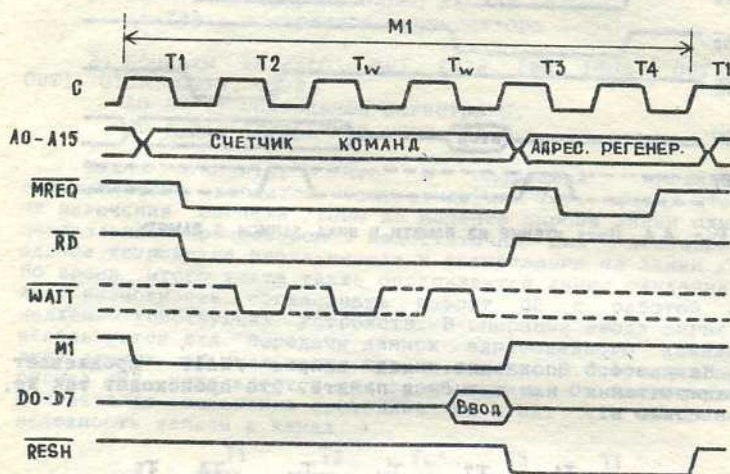 M1
T1 T2 Tw Tw T3 T4 T1
C
A0-A15 СЧЕТЧИК КОМАНД АДРЕС. РЕГЕНЕР.
MREQ
RD
WATT
M1
D0-D7 Ввод
RESH